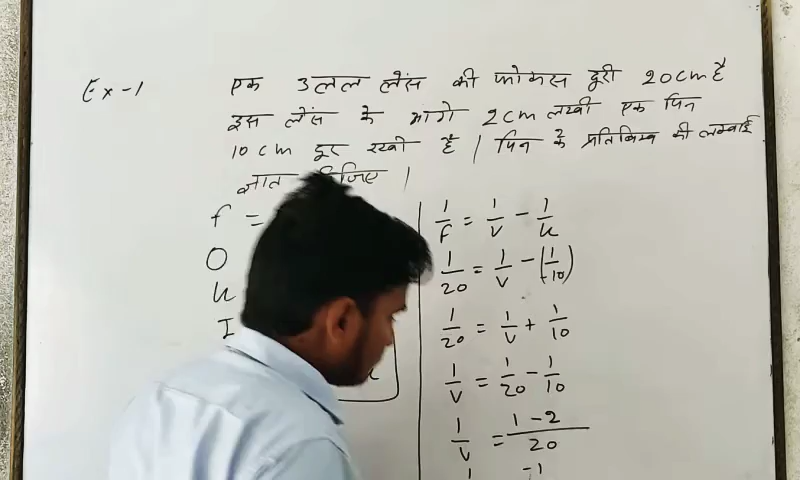 Ex-1 एक उत्तल लेंस की फोकस दूरी 20cm है
इस लेंस के आगे 2cm लम्बी एक पिन
10cm दूर रखी है। पिन के प्रतिबिम्ब की लम्बाई
ज्ञात कीजिए।
f =
O
u
I
1/f = 1/v - 1/u
1/20 = 1/v - (1/-10)
1/20 = 1/v + 1/10
1/v = 1/20 - 1/10
1/v = 1-2/20
1 -1